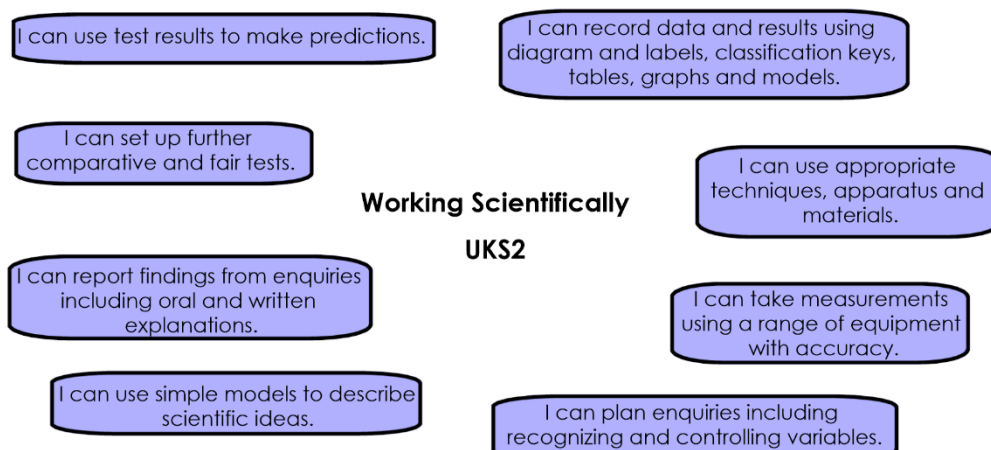 I can use test results to make predictions.
I can record data and results using
diagram and labels, classification keys,
tables, graphs and models.
I can set up further
comparative and fair tests.
I can use appropriate
techniques, apparatus and
materials.
Working Scientifically
UKS2
I can report findings from enquiries
including oral and written
explanations.
I can take measurements
using a range of equipment
with accuracy.
I can use simple models to describe
scientific ideas.
I can plan enquiries including
recognizing and controlling variables.